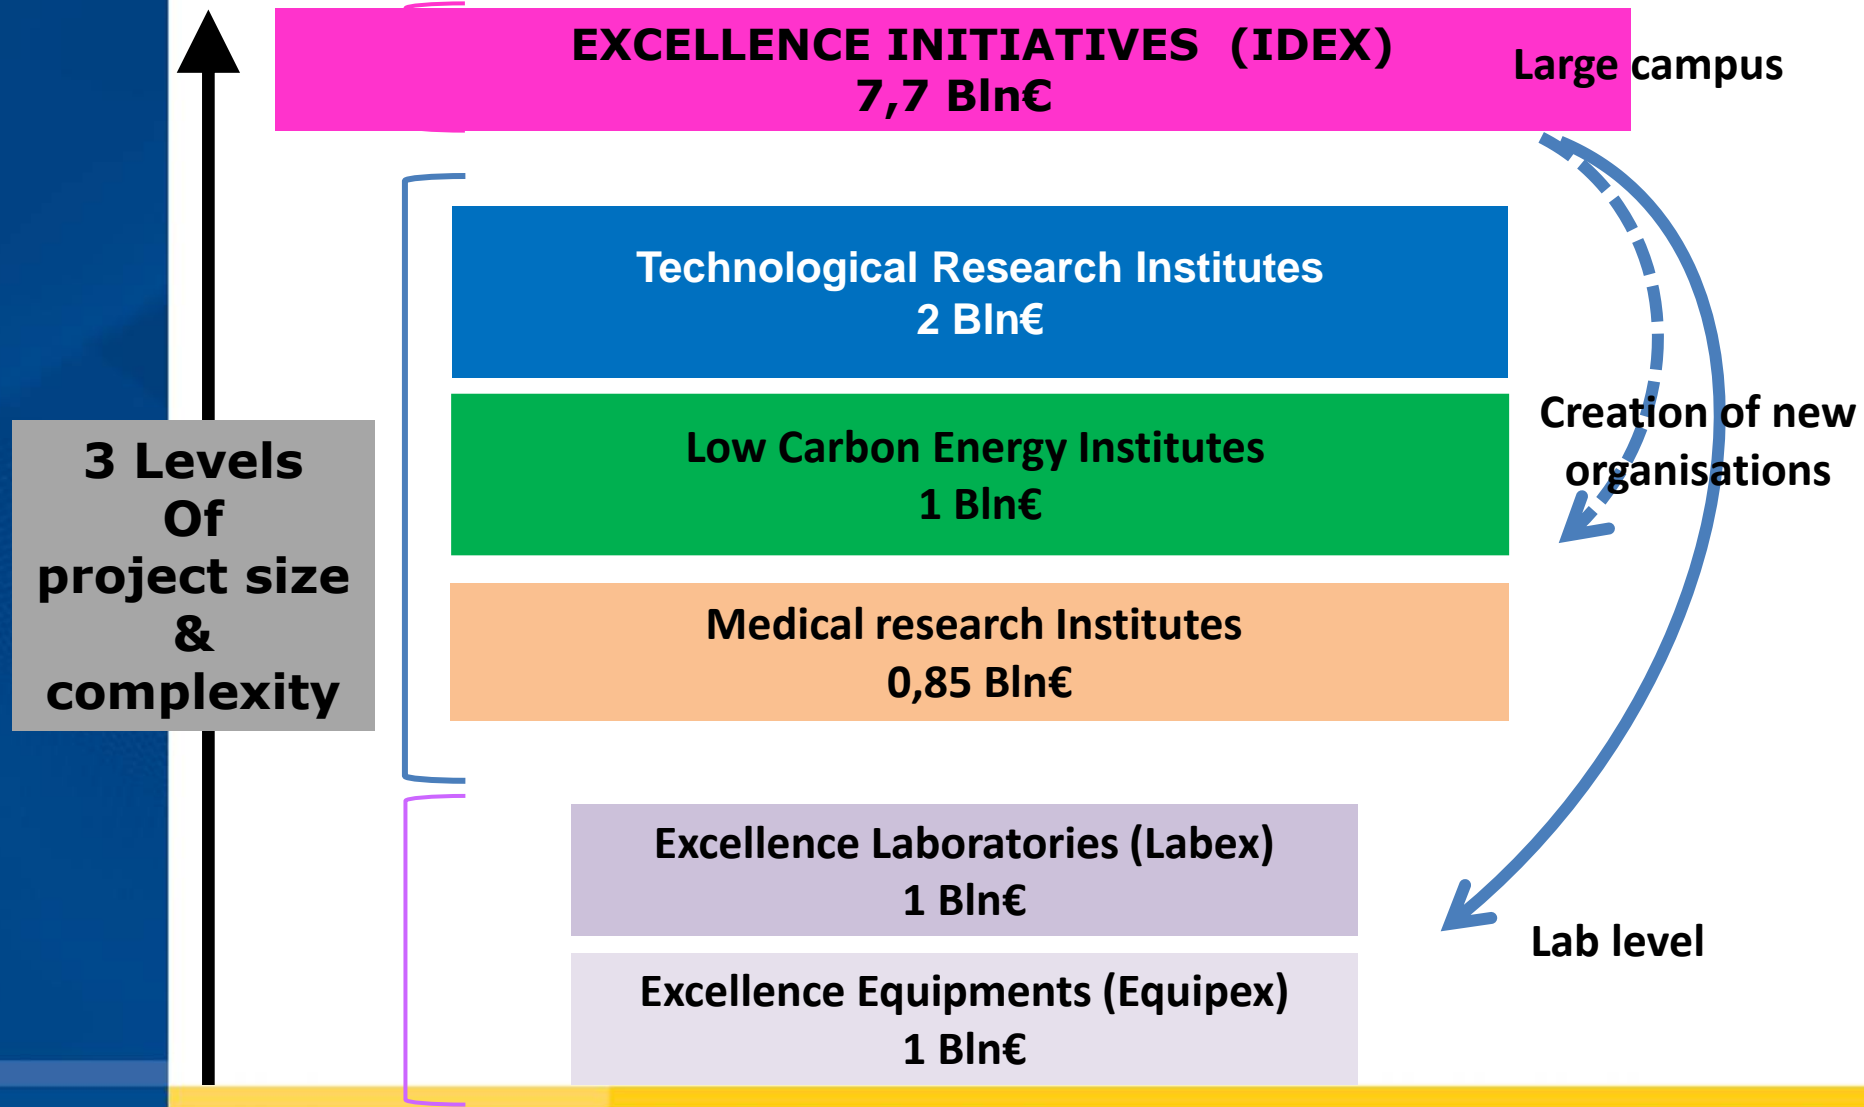 EXCELLENCE INITIATIVES (IDEX)
7,7 Bln€
Large campus
Technological Research Institutes
2 Bln€
Low Carbon Energy Institutes
1 Bln€
Creation of new
organisations
3 Levels
Of
project size
&
complexity
Medical research Institutes
0,85 Bln€
Excellence Laboratories (Labex)
1 Bln€
Lab level
Excellence Equipments (Equipex)
1 Bln€